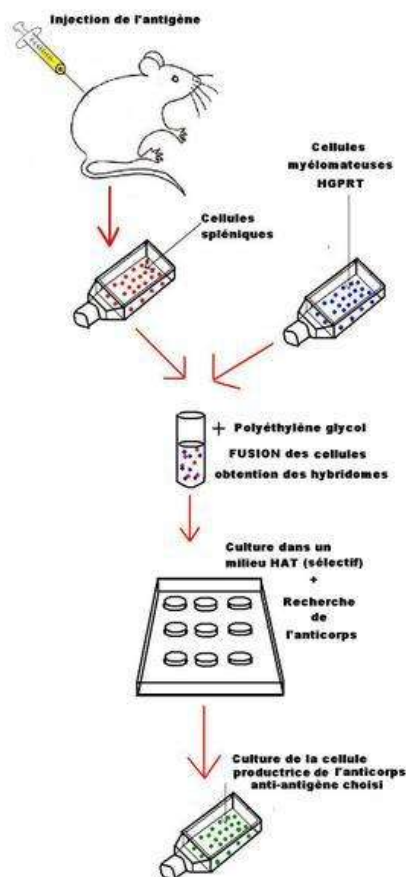 Injection de l'antigène
Cellules
myélomateuses
HGPRT
Cellules
spléniques
+ Polyéthylène glycol
FUSION des cellules
obtention des hybridomes
Culture dans un
milieu HAT (sélectif)
+
Recherche
de
l'anticorps
Culture de la cellule
productrice de l'anticorps
anti-antigène choisi